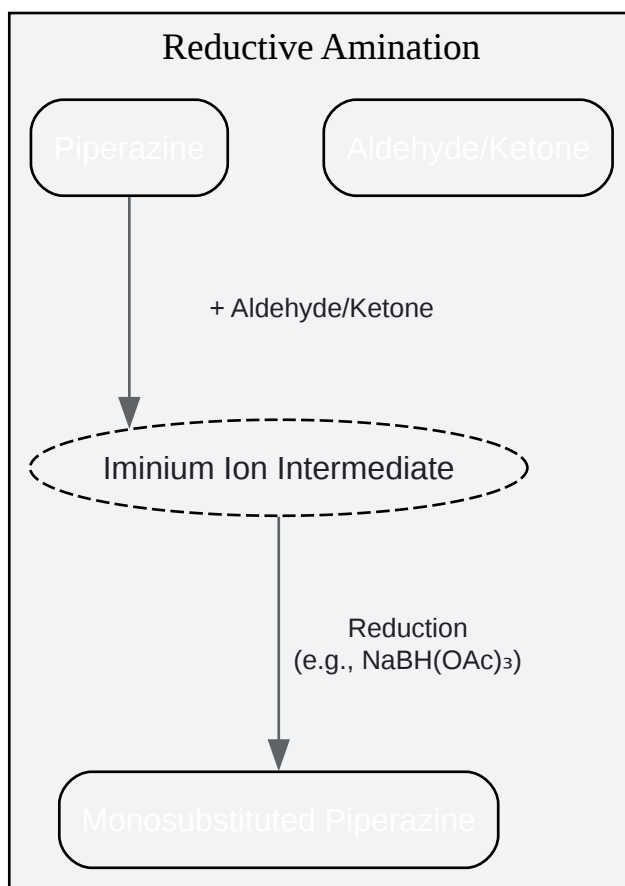 Reductive Amination
Piperazine
Aldehyde/Ketone
+ Aldehyde/Ketone
Iminium Ion Intermediate
Reduction
(e.g., NaBH(OAc)₃)
Monosubstituted Piperazine